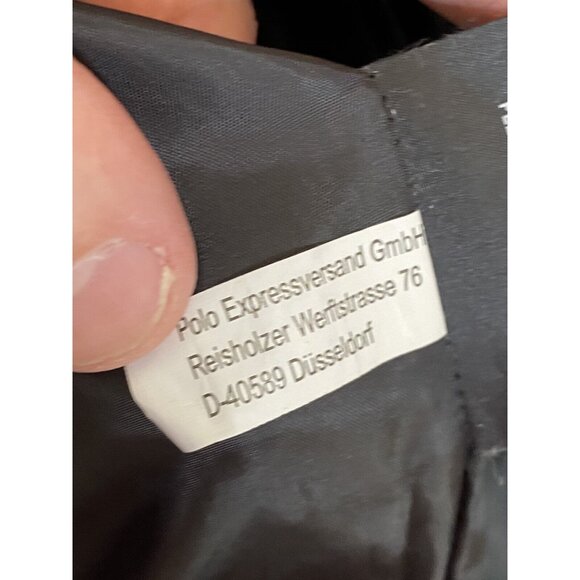 Polo Expressversand GmbH
Reisholzer Werftstrasse 76
D-40589 Düsseldorf